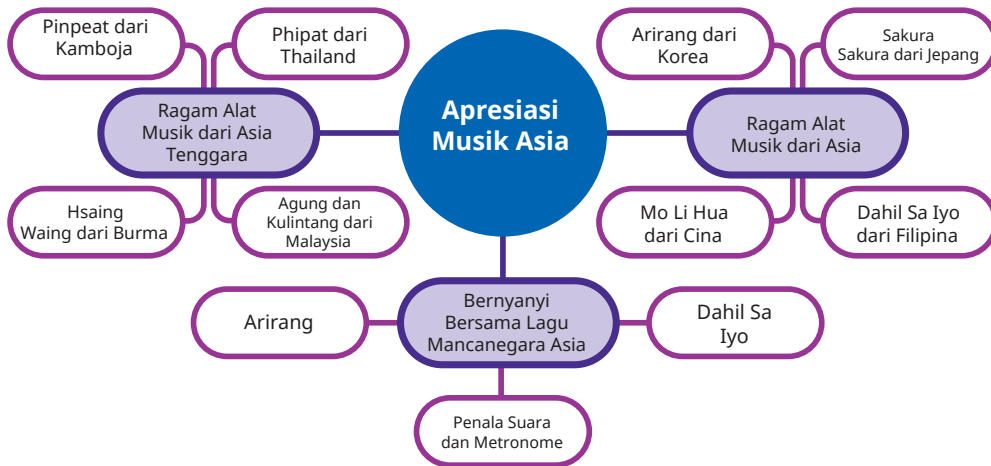 Pinpeat dari
Kamboja
Phipat dari
Thailand
Ragam Alat
Musik dari Asia
Tenggara
Hsaing
Waing dari Burma
Agung dan
Kulintang dari
Malaysia
Apresiasi
Musik Asia
Arirang dari
Korea
Sakura
Sakura dari Jepang
Ragam Alat
Musik dari Asia
Mo Li Hua
dari Cina
Dahil Sa Iyo
dari Filipina
Arirang
Bernyanyi
Bersama Lagu
Mancanegara Asia
Dahil Sa
Iyo
Penala Suara
dan Metronome